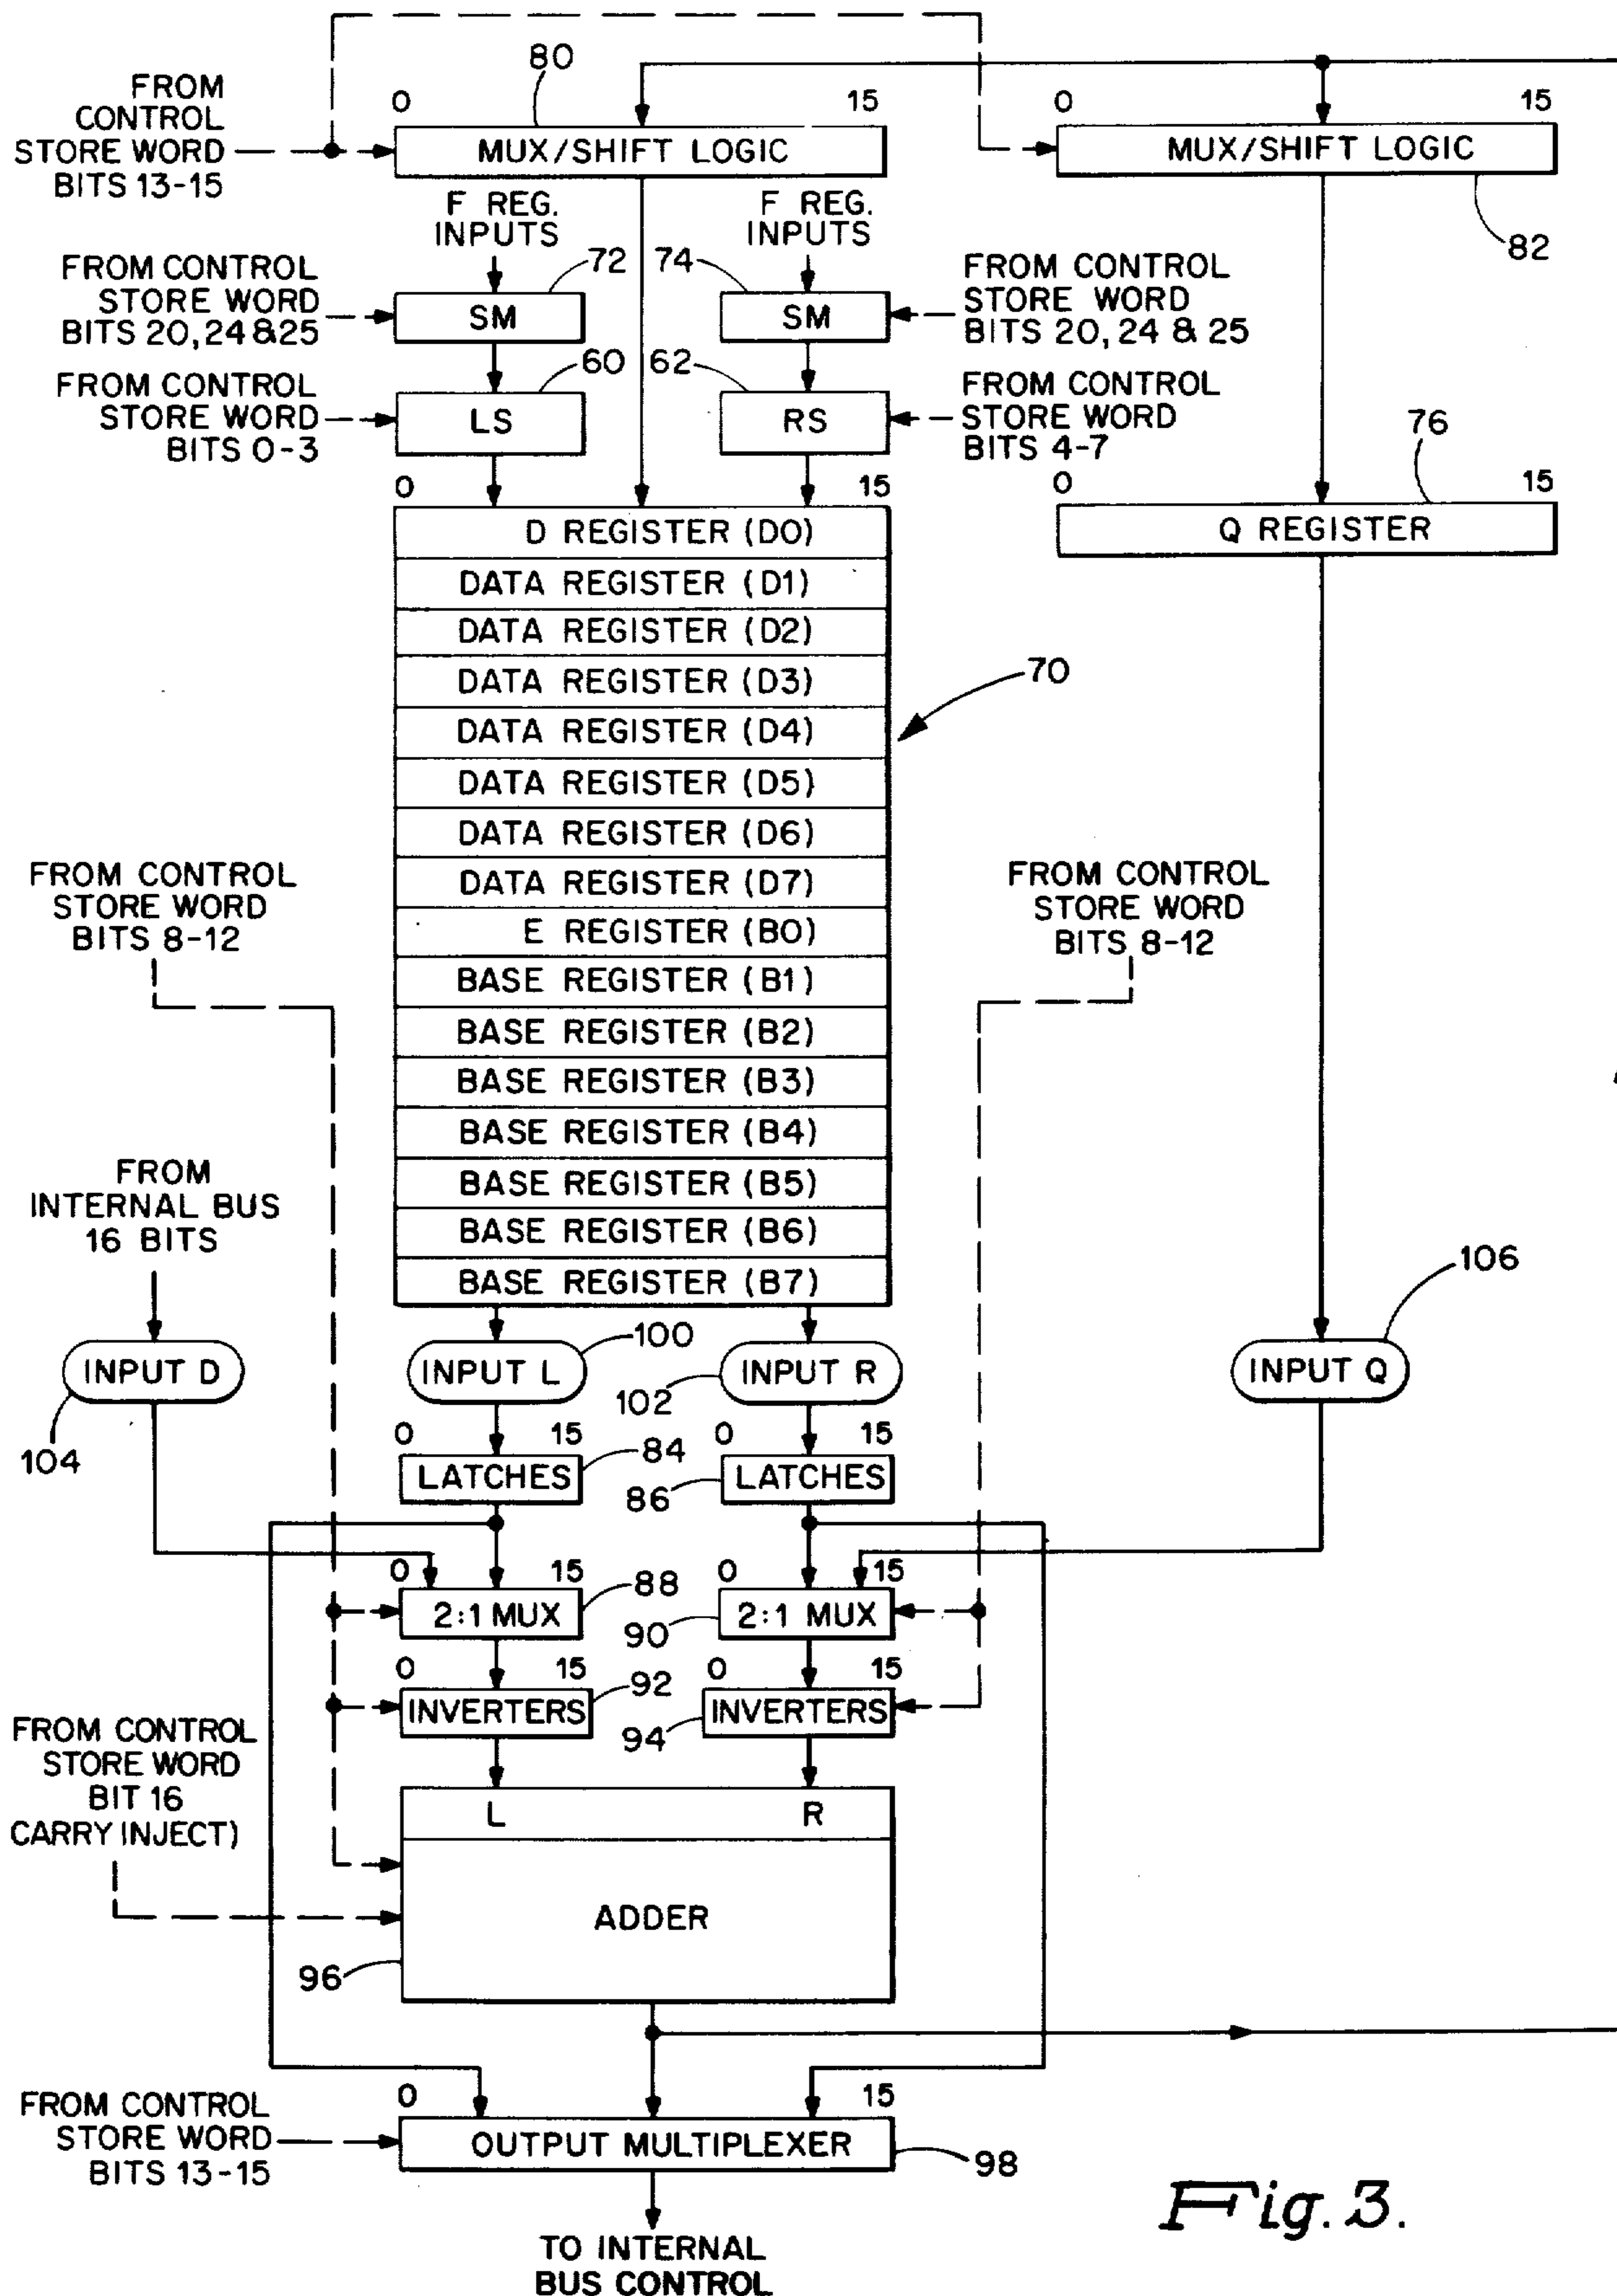 80
FROM
CONTROL
STORE WORD
BITS 13-15
0 15
MUX/SHIFT LOGIC
0 15
MUX/SHIFT LOGIC
82
F REG.
INPUTS
F REG.
INPUTS
FROM CONTROL
STORE WORD
BITS 20,24 &25
72
SM
74
SM
FROM CONTROL
STORE WORD
BITS 20, 24 & 25
FROM CONTROL
STORE WORD
BITS 0-3
60
LS
62
RS
FROM CONTROL
STORE WORD
BITS 4-7
76
0 15
0 15
D REGISTER (D0)
Q REGISTER
DATA REGISTER (D1)
DATA REGISTER (D2)
DATA REGISTER (D3)
70
DATA REGISTER (D4)
DATA REGISTER (D5)
DATA REGISTER (D6)
DATA REGISTER (D7)
E REGISTER (B0)
BASE REGISTER (B1)
BASE REGISTER (B2)
BASE REGISTER (B3)
BASE REGISTER (B4)
BASE REGISTER (B5)
BASE REGISTER (B6)
BASE REGISTER (B7)
FROM CONTROL
STORE WORD
BITS 8-12
FROM CONTROL
STORE WORD
BITS 8-12
FROM
INTERNAL BUS
16 BITS
INPUT D
104
INPUT L
100
INPUT R
102
INPUT Q
106
0 15
LATCHES
84
0 15
LATCHES
86
0 15
2:1 MUX
88
0 15
2:1 MUX
90
0 15
INVERTERS
92
0 15
INVERTERS
94
FROM CONTROL
STORE WORD
BIT 16
CARRY INJECT)
L R
ADDER
96
FROM CONTROL
STORE WORD
BITS 13-15
0 15
OUTPUT MULTIPLEXER
98
TO INTERNAL
BUS CONTROL
Fig. 3.